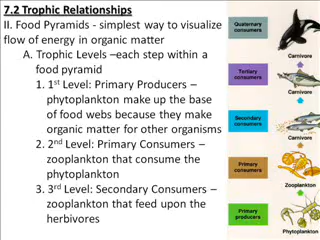 7.2 Trophic Relationships
II. Food Pyramids - simplest way to visualize
flow of energy in organic matter
A. Trophic Levels –each step within a
food pyramid
1. 1st Level: Primary Producers –
phytoplankton make up the base
of food webs because they make
organic matter for other organisms
2. 2nd Level: Primary Consumers –
zooplankton that consume the
phytoplankton
3. 3rd Level: Secondary Consumers –
zooplankton that feed upon the
herbivores
Quaternary
consumers
Carnivore
Tertiary
consumers
Carnivore
Secondary
consumers
Carnivore
Primary
consumers
Zooplankton
Primary
producers
Phytoplankton